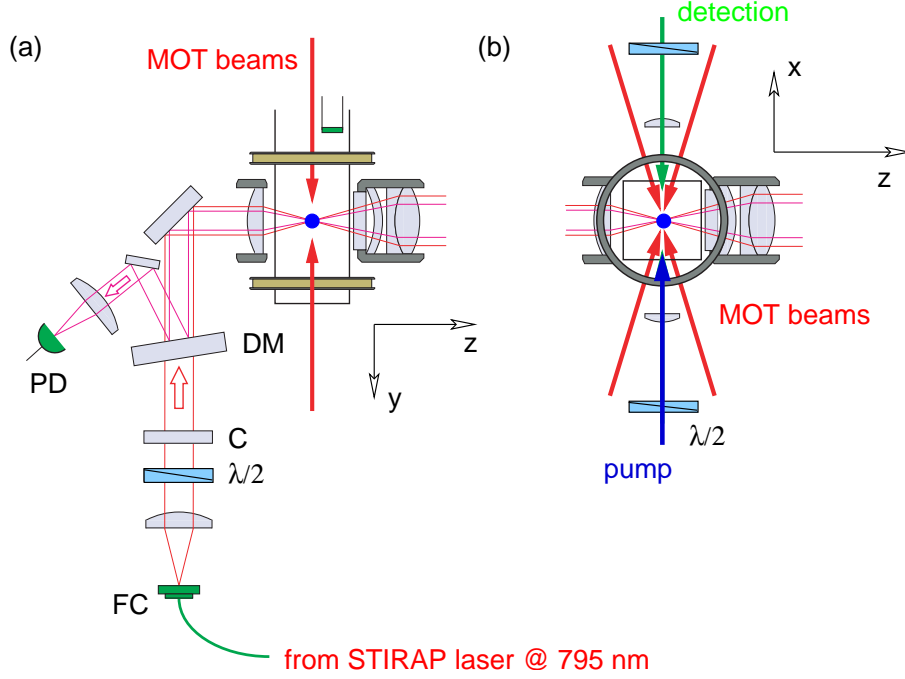 (a)
MOT beams
z
y
DM
PD
C
λ/2
FC
from STIRAP laser @ 795 nm
detection
(b)
x
z
MOT beams
λ/2
pump